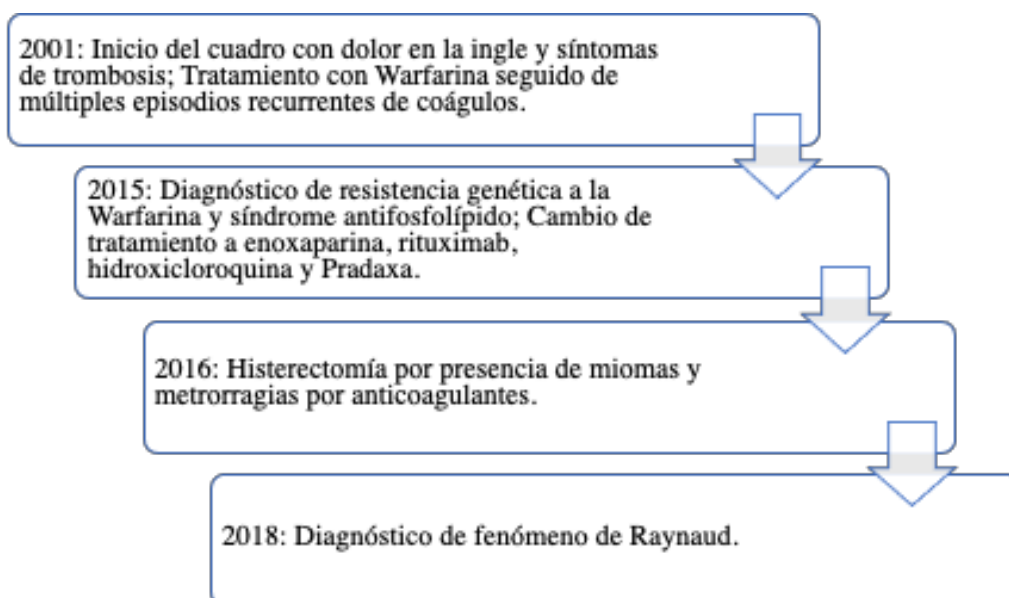 2001: Inicio del cuadro con dolor en la ingle y síntomas
de trombosis; Tratamiento con Warfarina seguido de
múltiples episodios recurrentes de coágulos.
2015: Diagnóstico de resistencia genética a la
Warfarina y síndrome antifosfolípido; Cambio de
tratamiento a enoxaparina, rituximab,
hidroxicloroquina y Pradaxa.
2016: Histerectomía por presencia de miomas y
metrorragias por anticoagulantes.
2018: Diagnóstico de fenómeno de Raynaud.